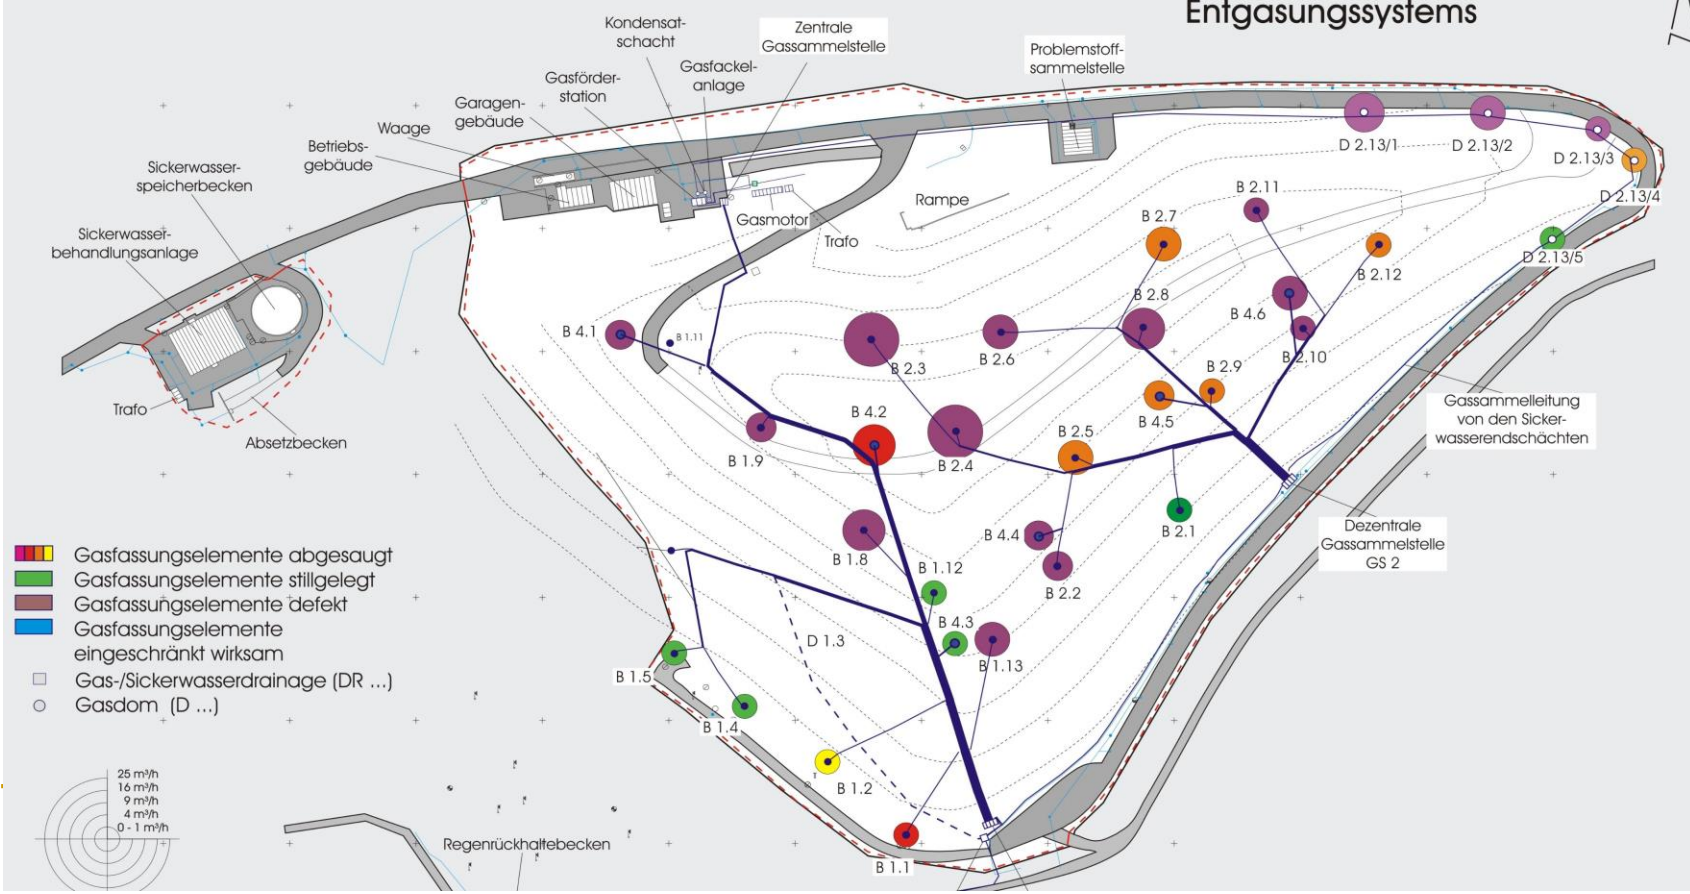 Entgasungssystems
Kondensat-
schacht
Zentrale
Gassammelstelle
Gasfackel-
anlage
Problemstoff-
sammelstelle
Gasförder-
station
Garagen-
gebäude
Waage
Betriebs-
gebäude
Sickerwasser-
speicherbecken
Sickerwasser-
behandlungsanlage
Gasmotor
Trafo
Rampe
D 2.13/1
D 2.13/2
D 2.13/3
D 2.13/4
D 2.13/5
B 2.11
B 2.7
B 2.12
B 2.8
B 4.6
B 2.10
B 4.1
B 1.11
B 2.3
B 2.6
B 2.9
B 4.5
Trafo
Absetzbecken
B 4.2
B 1.9
B 2.4
B 2.5
Gassammelleitung
von den Sicker-
wasserendschächten
B 2.1
Dezentrale
Gassammelstelle
GS 2
B 1.8
B 4.4
B 2.2
B 1.12
B 4.3
B 1.13
D 1.3
B 1.5
B 1.4
B 1.2
B 1.1
Gasfassungselemente abgesaugt
Gasfassungselemente stillgelegt
Gasfassungselemente defekt
Gasfassungselemente
eingeschränkt wirksam
Gas-/Sickerwasserdrainage (DR ...)
Gasdom (D ...)
25 m³/h
16 m³/h
9 m³/h
4 m³/h
0 - 1 m³/h
Regenrückhaltebecken